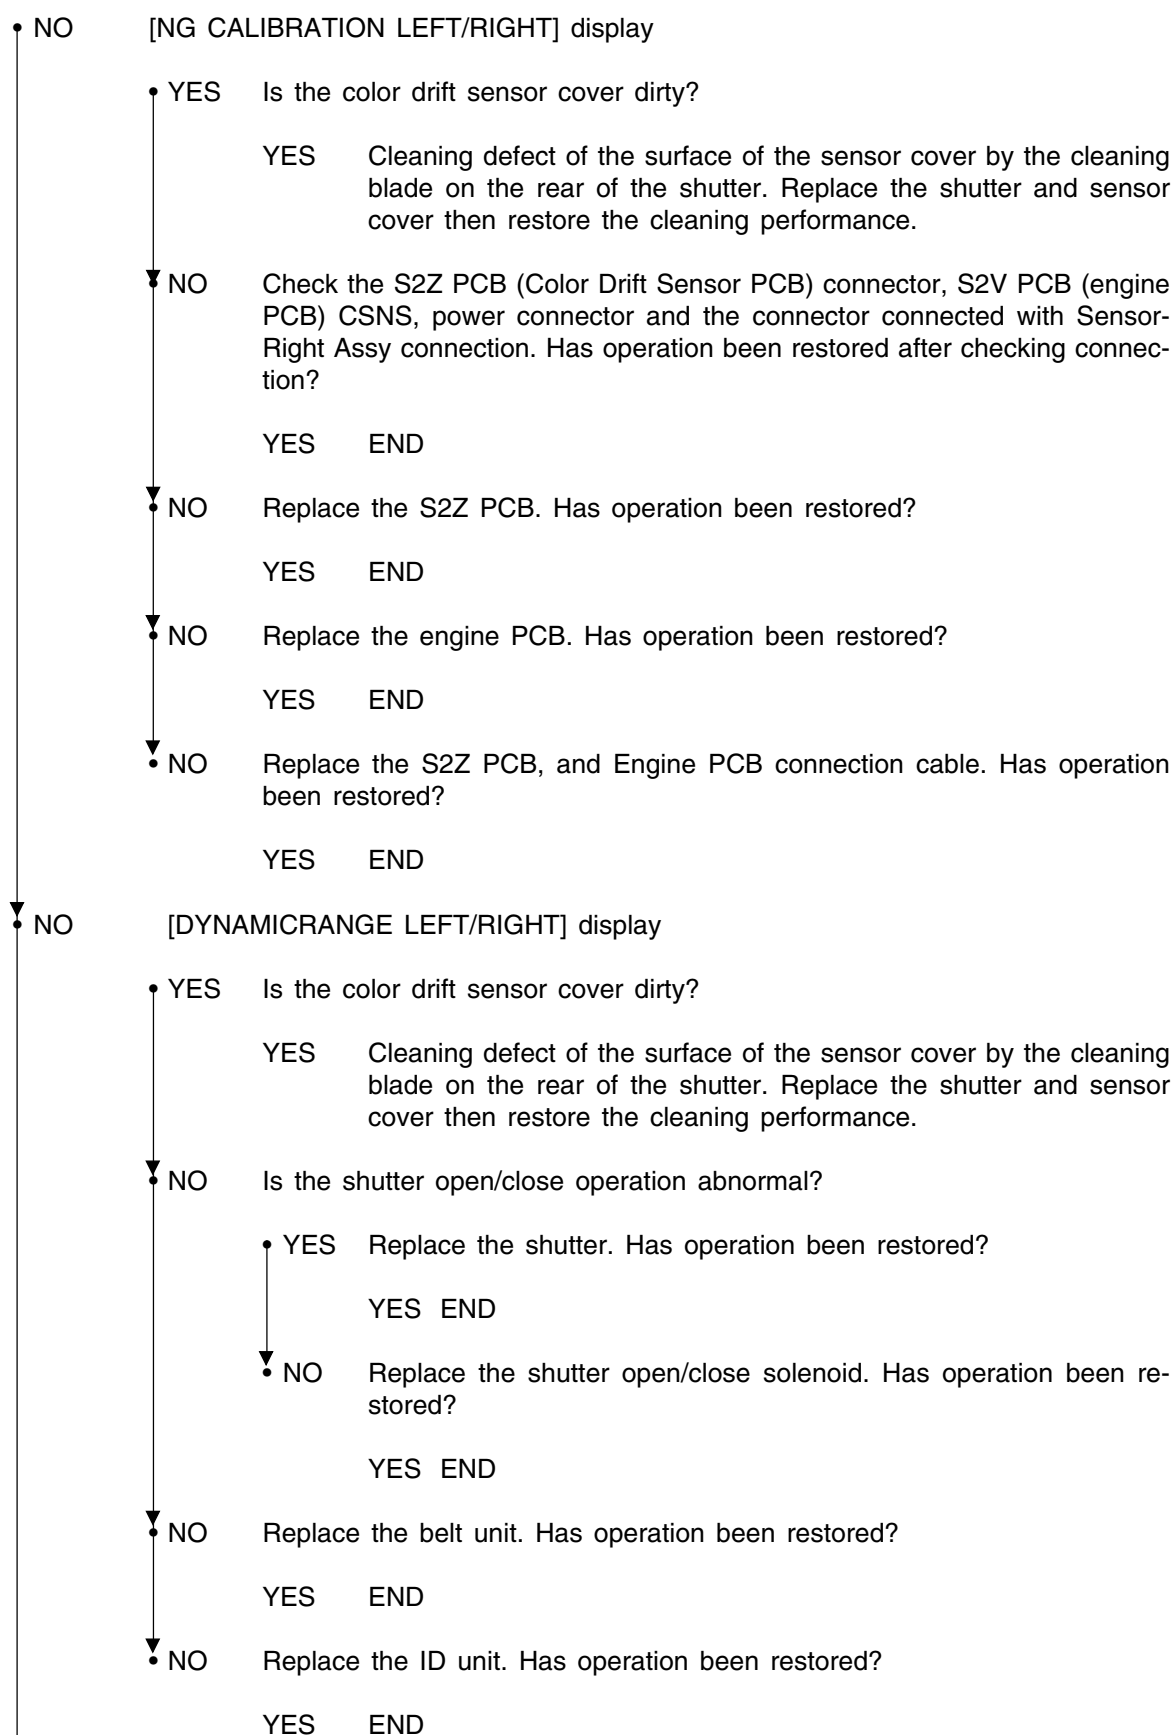 NO [NG CALIBRATION LEFT/RIGHT] display
YES Is the color drift sensor cover dirty?
YES Cleaning defect of the surface of the sensor cover by the cleaning
blade on the rear of the shutter. Replace the shutter and sensor
cover then restore the cleaning performance.
NO Check the S2Z PCB (Color Drift Sensor PCB) connector, S2V PCB (engine
PCB) CSNS, power connector and the connector connected with Sensor-
Right Assy connection. Has operation been restored after checking connec-
tion?
YES END
NO Replace the S2Z PCB. Has operation been restored?
YES END
NO Replace the engine PCB. Has operation been restored?
YES END
NO Replace the S2Z PCB, and Engine PCB connection cable. Has operation
been restored?
YES END
NO [DYNAMICRANGE LEFT/RIGHT] display
YES Is the color drift sensor cover dirty?
YES Cleaning defect of the surface of the sensor cover by the cleaning
blade on the rear of the shutter. Replace the shutter and sensor
cover then restore the cleaning performance.
NO Is the shutter open/close operation abnormal?
YES Replace the shutter. Has operation been restored?
YES END
NO Replace the shutter open/close solenoid. Has operation been re-
stored?
YES END
NO Replace the belt unit. Has operation been restored?
YES END
NO Replace the ID unit. Has operation been restored?
YES END